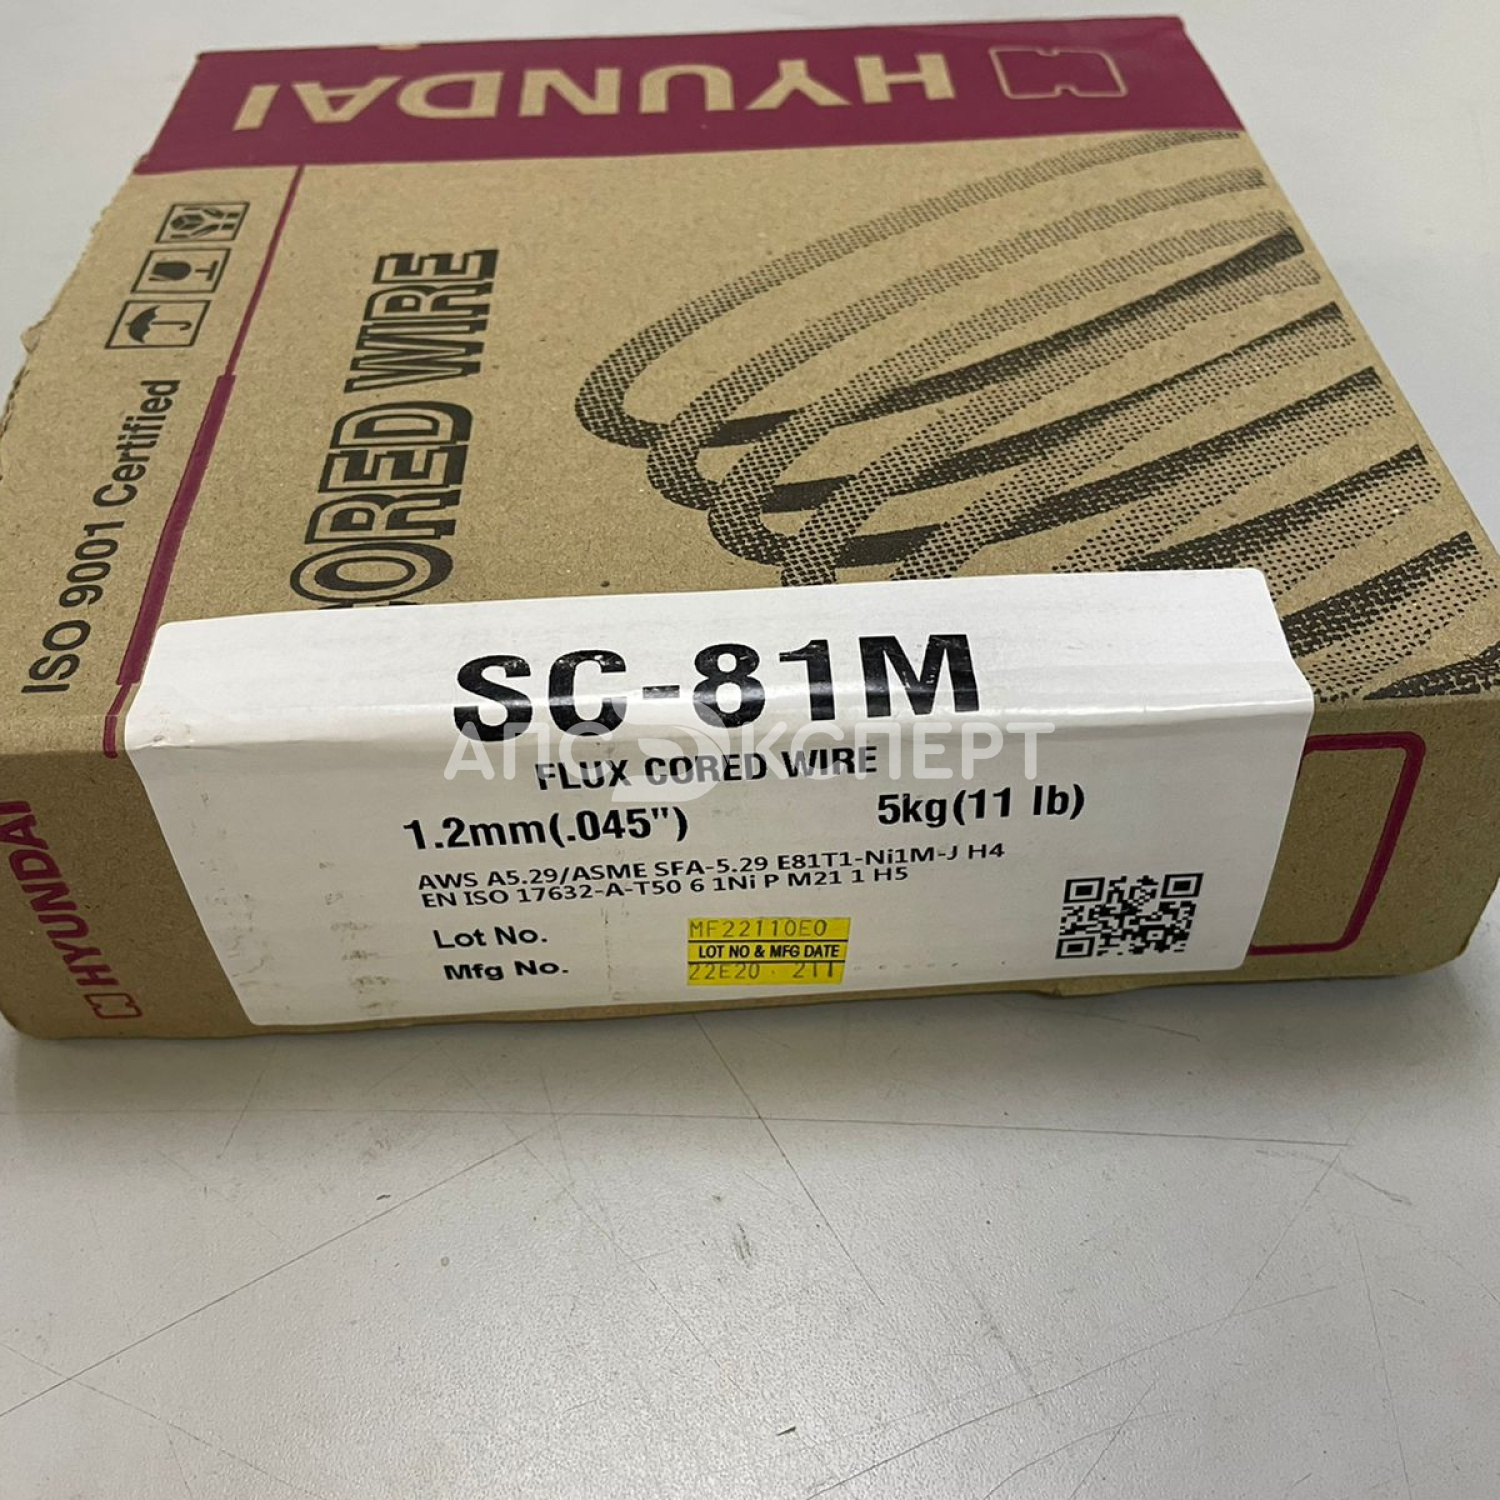 HYUNDAI
CORED WIRE
ISO 9001 Certified
SC-81M
АПС ЭКСПЕРТ
FLUX CORED WIRE
1.2mm(.045") 5kg(11 lb)
AWS A5.29/ASME SFA-5.29 E81T1-Ni1M-J H4
EN ISO 17632-A-T50 6 1Ni P M21 1 H5
Lot No. MF22110E0
LOT NO & MFG DATE
Mfg No. 22E20 211
HYUNDAI